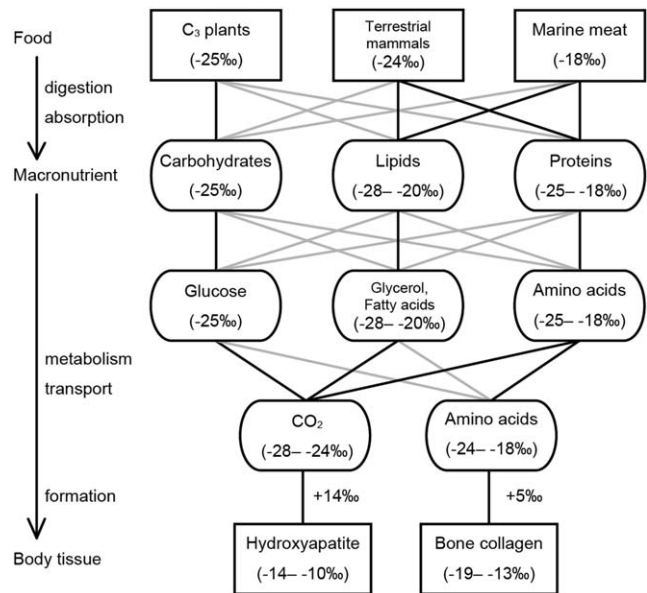 Food
C₃ plants
(-25‰)
Terrestrial
mammals
(-24‰)
Marine meat
(-18‰)
digestion
absorption
Macronutrient
Carbohydrates
(-25‰)
Lipids
(-28– -20‰)
Proteins
(-25– -18‰)
Glucose
(-25‰)
Glycerol,
Fatty acids
(-28– -20‰)
Amino acids
(-25– -18‰)
metabolism
transport
CO₂
(-28– -24‰)
Amino acids
(-24– -18‰)
formation
+14‰
+5‰
Body tissue
Hydroxyapatite
(-14– -10‰)
Bone collagen
(-19– -13‰)